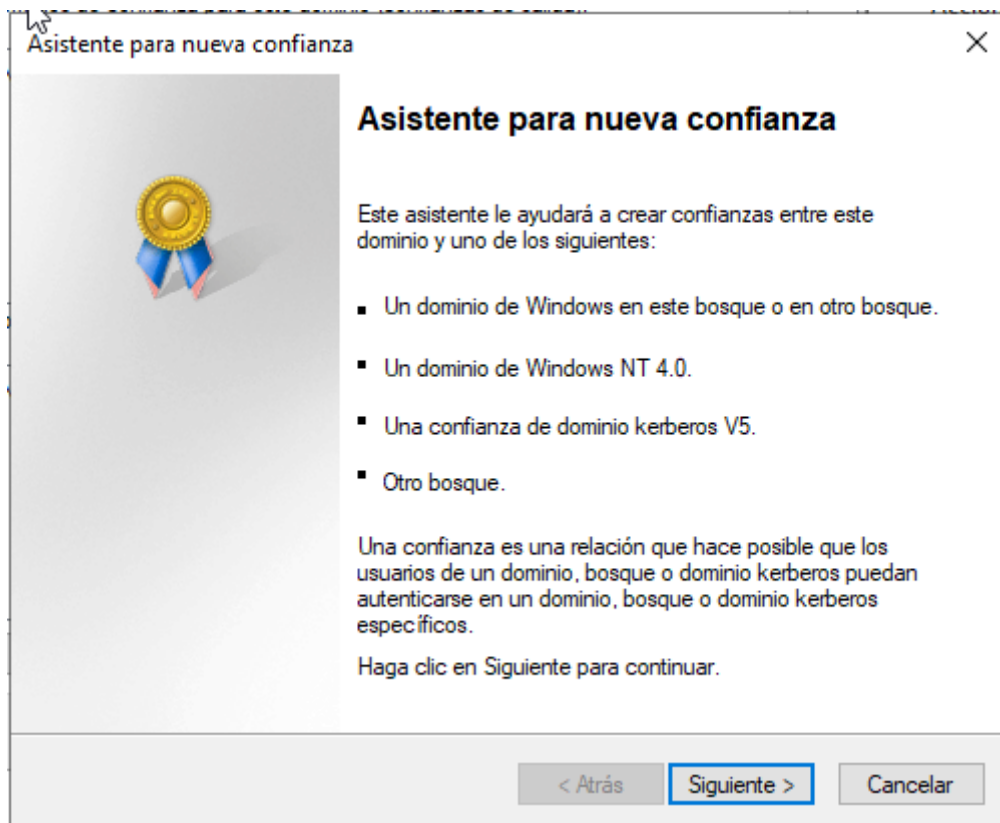 Asistente para nueva confianza
Asistente para nueva confianza
Este asistente le ayudará a crear confianzas entre este
dominio y uno de los siguientes:
Un dominio de Windows en este bosque o en otro bosque.
Un dominio de Windows NT 4.0.
Una confianza de dominio kerberos V5.
Otro bosque.
Una confianza es una relación que hace posible que los
usuarios de un dominio, bosque o dominio kerberos puedan
autenticarse en un dominio, bosque o dominio kerberos
específicos.
Haga clic en Siguiente para continuar.
< Atrás Siguiente > Cancelar